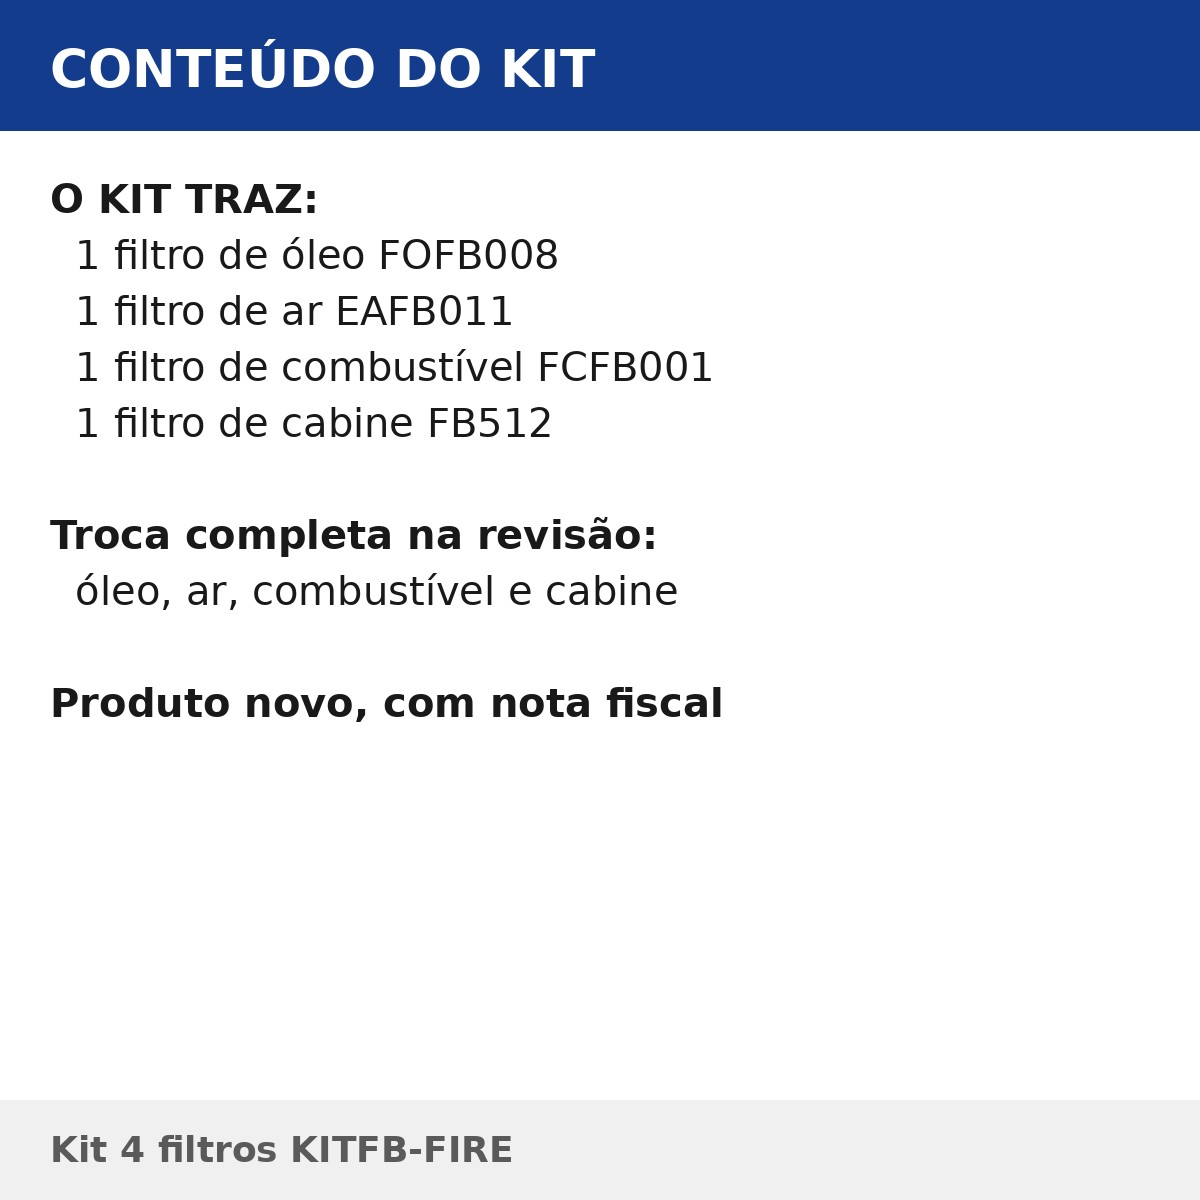 CONTEÚDO DO KIT
O KIT TRAZ:
1 filtro de óleo FOFB008
1 filtro de ar EAFB011
1 filtro de combustível FCFB001
1 filtro de cabine FB512
Troca completa na revisão:
óleo, ar, combustível e cabine
Produto novo, com nota fiscal
Kit 4 filtros KITFB-FIRE